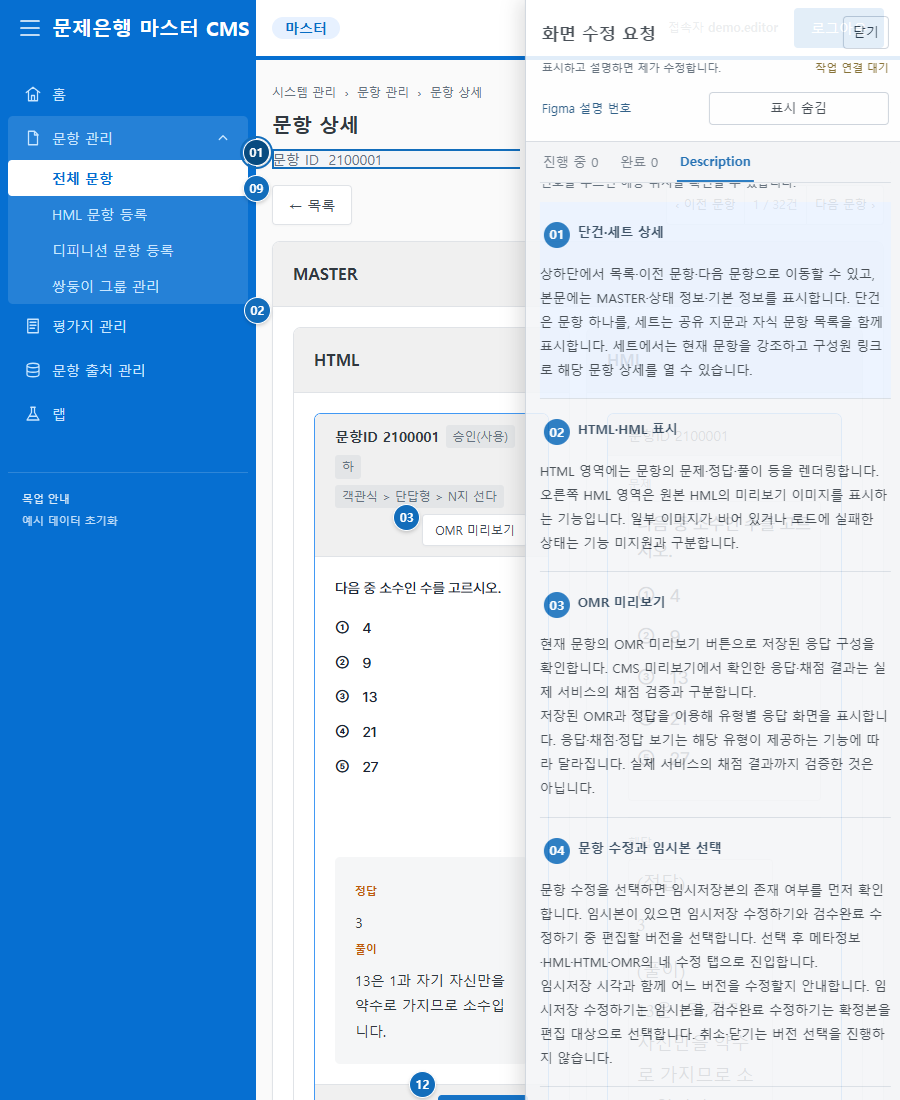 문제은행 마스터 CMS
홈
문항 관리
전체 문항
HML 문항 등록
디피니션 문항 등록
쌍둥이 그룹 관리
평가지 관리
문항 출처 관리
랩
목업 안내
예시 데이터 초기화
마스터
시스템 관리 › 문항 관리 › 문항 상세
문항 상세
01
문항 ID 2100001
09
← 목록
MASTER
02
HTML
문항ID 2100001 승인(사용)
하
객관식 > 단답형 > N지 선다
03
OMR 미리보기
다음 중 소수인 수를 고르시오.
① 4
② 9
③ 13
④ 21
⑤ 27
정답
3
풀이
13은 1과 자기 자신만을
약수로 가지므로 소수입
니다.
12
화면 수정 요청
접속자 demo.editor
닫기
표시하고 설명하면 제가 수정합니다.
작업 연결 대기
Figma 설명 번호
표시 숨김
진행 중 0
완료 0
Description
‹ 이전 문항 1 / 32건 다음 문항 ›
01 단건·세트 상세
상하단에서 목록·이전 문항·다음 문항으로 이동할 수 있고,
본문에는 MASTER·상태 정보·기본 정보를 표시합니다. 단건
은 문항 하나를, 세트는 공유 지문과 자식 문항 목록을 함께
표시합니다. 세트에서는 현재 문항을 강조하고 구성원 링크
로 해당 문항 상세를 열 수 있습니다.
HML
02 HTML·HML 표시
문항ID 2100001
HTML 영역에는 문항의 문제·정답·풀이 등을 렌더링합니다.
오른쪽 HML 영역은 원본 HML의 미리보기 이미지를 표시하
는 기능입니다. 일부 이미지가 비어 있거나 로드에 실패한
상태는 기능 미지원과 구분합니다.
① 4
03 OMR 미리보기
② 9
현재 문항의 OMR 미리보기 버튼으로 저장된 응답 구성을
확인합니다. CMS 미리보기에서 확인한 응답·채점 결과는 실
제 서비스의 채점 검증과 구분합니다.
저장된 OMR과 정답을 이용해 유형별 응답 화면을 표시합니
다. 응답·채점·정답 보기는 해당 유형이 제공하는 기능에 따
라 달라집니다. 실제 서비스의 채점 결과까지 검증한 것은
아닙니다.
04 문항 수정과 임시본 선택
문항 수정을 선택하면 임시저장본의 존재 여부를 먼저 확인
합니다. 임시본이 있으면 임시저장 수정하기와 검수완료 수
정하기 중 편집할 버전을 선택합니다. 선택 후 메타정보
·HML·HTML·OMR의 네 수정 탭으로 진입합니다.
임시저장 시각과 함께 어느 버전을 수정할지 안내합니다. 임
시저장 수정하기는 임시본을, 검수완료 수정하기는 확정본을
편집 대상으로 선택합니다. 취소·닫기는 버전 선택을 진행하
지 않습니다.
로 가지므로 소